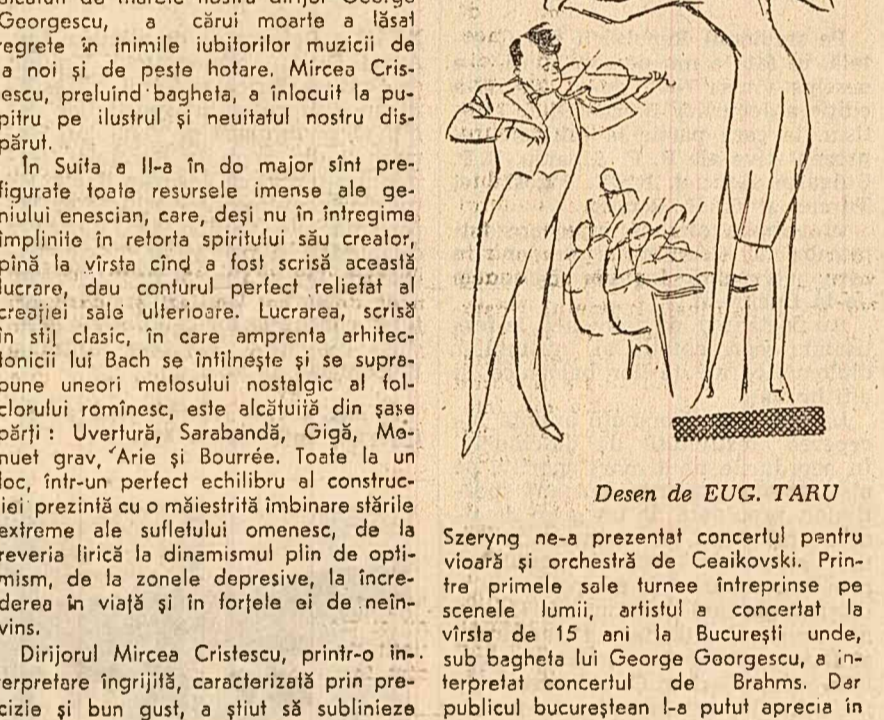 Georgescu, a cărui moarte a lăsat
regrete în inimile iubitorilor muzicii de
la noi și de peste hotare. Mircea Cris-
escu, preluînd bagheta, a înlocuit la pu-
pitru pe ilustrul și neuitatul nostru dis-
părut.
În Suita a II-a în do major sînt pre-
figurate toate resursele imense ale ge-
niului enescian, care, deși nu în întregime
împlinite în retorta spiritului său creator,
pînă la vîrsta cînd a fost scrisă această
lucrare, dau conturul perfect reliefat al
creației sale ulterioare. Lucrarea, scrisă
în stil clasic, în care amprenta arhitec-
tonicii lui Bach se întîlnește și se supra-
pune uneori melosului nostalgic al fol-
clorului romînesc, este alcătuită din șase
părți : Uvertură, Sarabandă, Gigă, Me-
nuet grav, Arie și Bourrée. Toate la un
loc, într-un perfect echilibru al construc-
iei prezintă cu o măiestrită îmbinare stările
extreme ale sufletului omenesc, de la
reveria lirică la dinamismul plin de opti-
mism, de la zonele depresive, la încre-
derea în viață și în forțele ei de neîn-
vins.
Dirijorul Mircea Cristescu, printr-o in-
erpretare îngrijită, caracterizată prin pre-
cizie și bun gust, a știut să sublinieze
Desen de EUG. TARU
Szeryng ne-a prezentat concertul pentru
vioară și orchestră de Ceaikovski. Prin-
tre primele sale turnee întreprinse pe
scenele lumii, artistul a concertat la
vîrsta de 15 ani la București unde,
sub bagheta lui George Georgescu, a in-
terpretat concertul de Brahms. Dar
publicul bucureștean l-a putut aprecia în